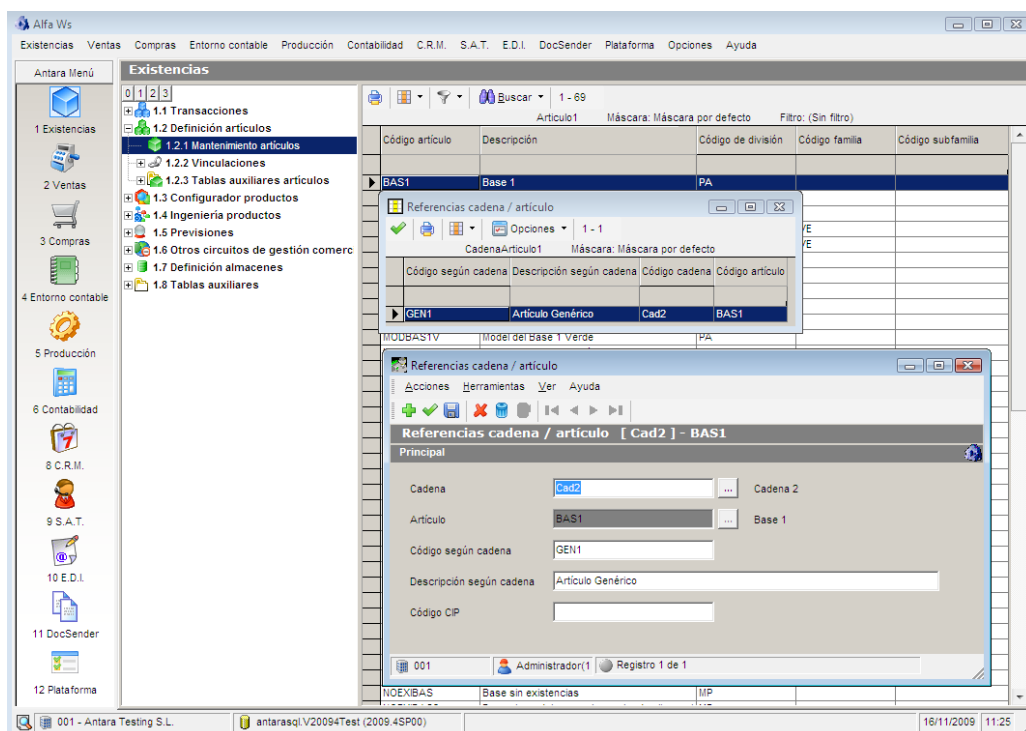 Alfa Ws
Existencias Ventas Compras Entorno contable Producción Contabilidad C.R.M. S.A.T. E.D.I. DocSender Plataforma Opciones Ayuda
Antara Menú
Existencias
1 Existencias
2 Ventas
3 Compras
4 Entorno contable
5 Producción
6 Contabilidad
8 C.R.M.
9 S.A.T.
10 E.D.I.
11 DocSender
12 Plataforma
0 1 2 3
1.1 Transacciones
1.2 Definición artículos
1.2.1 Mantenimiento artículos
1.2.2 Vinculaciones
1.2.3 Tablas auxiliares artículos
1.3 Configurador productos
1.4 Ingeniería productos
1.5 Previsiones
1.6 Otros circuitos de gestión comerc
1.7 Definición almacenes
1.8 Tablas auxiliares
Buscar 1 - 69
Articulo1 Máscara: Máscara por defecto Filtro: (Sin filtro)
Código artículo Descripción Código de división Código familia Código subfamilia
BAS1 Base 1 PA
Referencias cadena / artículo
Opciones 1 - 1
CadenaArticulo1 Máscara: Máscara por defecto
Código según cadena Descripción según cadena Código cadena Código artículo
GEN1 Artículo Genérico Cad2 BAS1
VE
VE
MODBAS1V Model del Base 1 Verde PA
Referencias cadena / artículo
Acciones Herramientas Ver Ayuda
Referencias cadena / artículo [ Cad2 ] - BAS1
Principal
Cadena Cad2 ... Cadena 2
Artículo BAS1 ... Base 1
Código según cadena GEN1
Descripción según cadena Artículo Genérico
Código CIP
001 Administrador(1 Registro 1 de 1
NOEXIBAS Base sin existencias MP
001 - Antara Testing S.L. antarasql.V20094Test (2009.4SP00) 16/11/2009 11:25